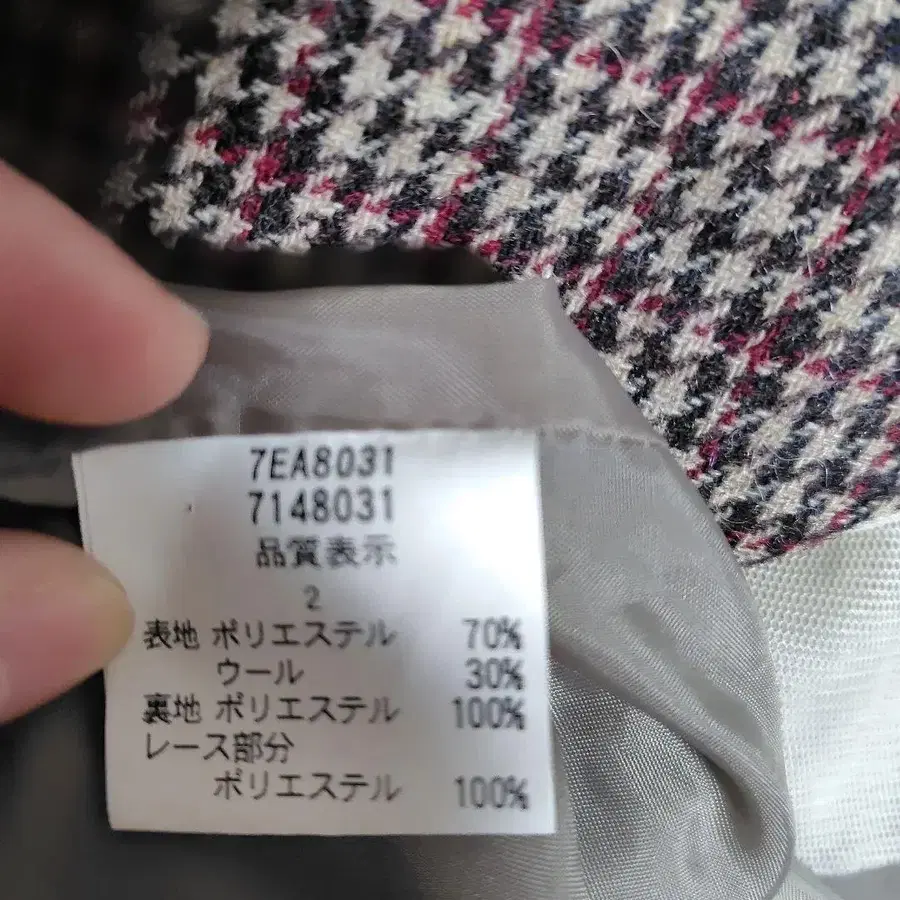 7EA8031
7148031
品質表示
2
表地 ポリエステル 70%
ウール 30%
裏地 ポリエステル 100%
レース部分
ポリエステル 100%